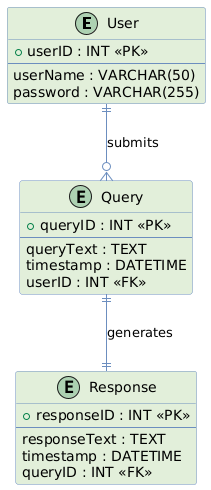 E User
userID : INT «PK»
userName : VARCHAR(50)
password : VARCHAR(255)
submits
E Query
queryID : INT «PK»
queryText : TEXT
timestamp : DATETIME
userID : INT «FK»
generates
E Response
responseID : INT «PK»
responseText : TEXT
timestamp : DATETIME
queryID : INT «FK»